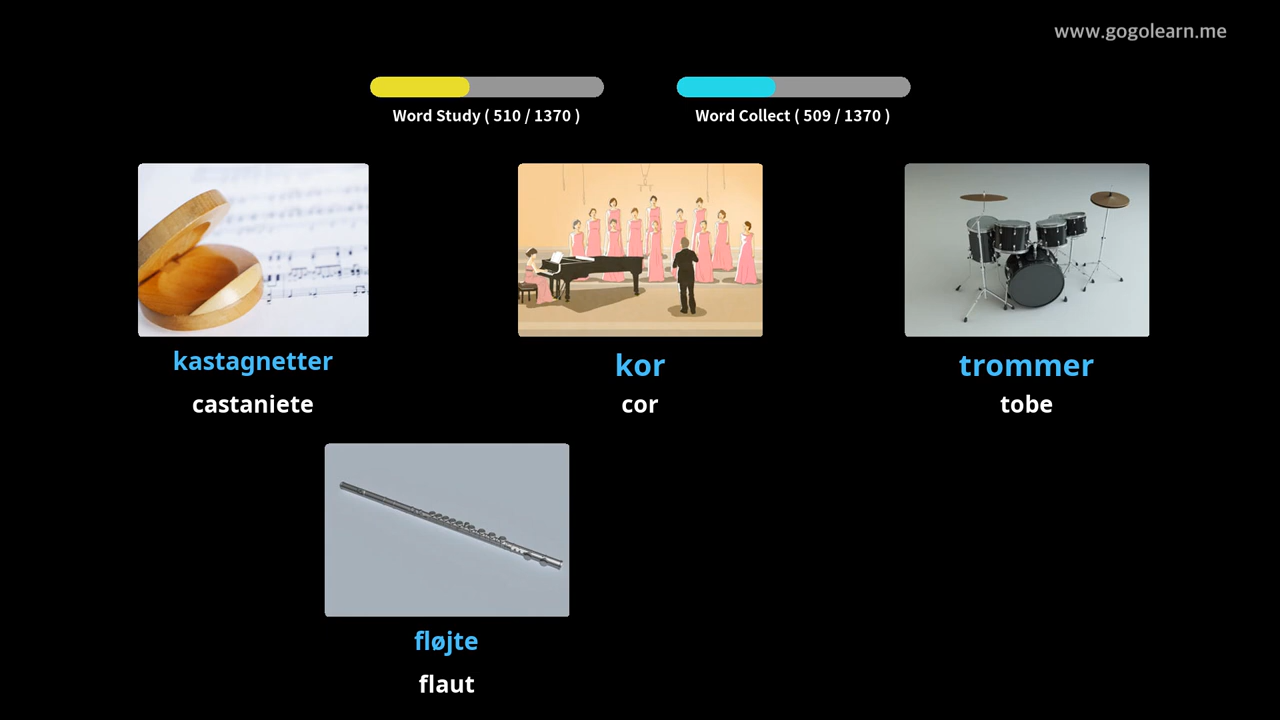 www.gogolearn.me
Word Study ( 510 / 1370 )
Word Collect ( 509 / 1370 )
kastagnetter
castaniete
kor
cor
trommer
tobe
fløjte
flaut